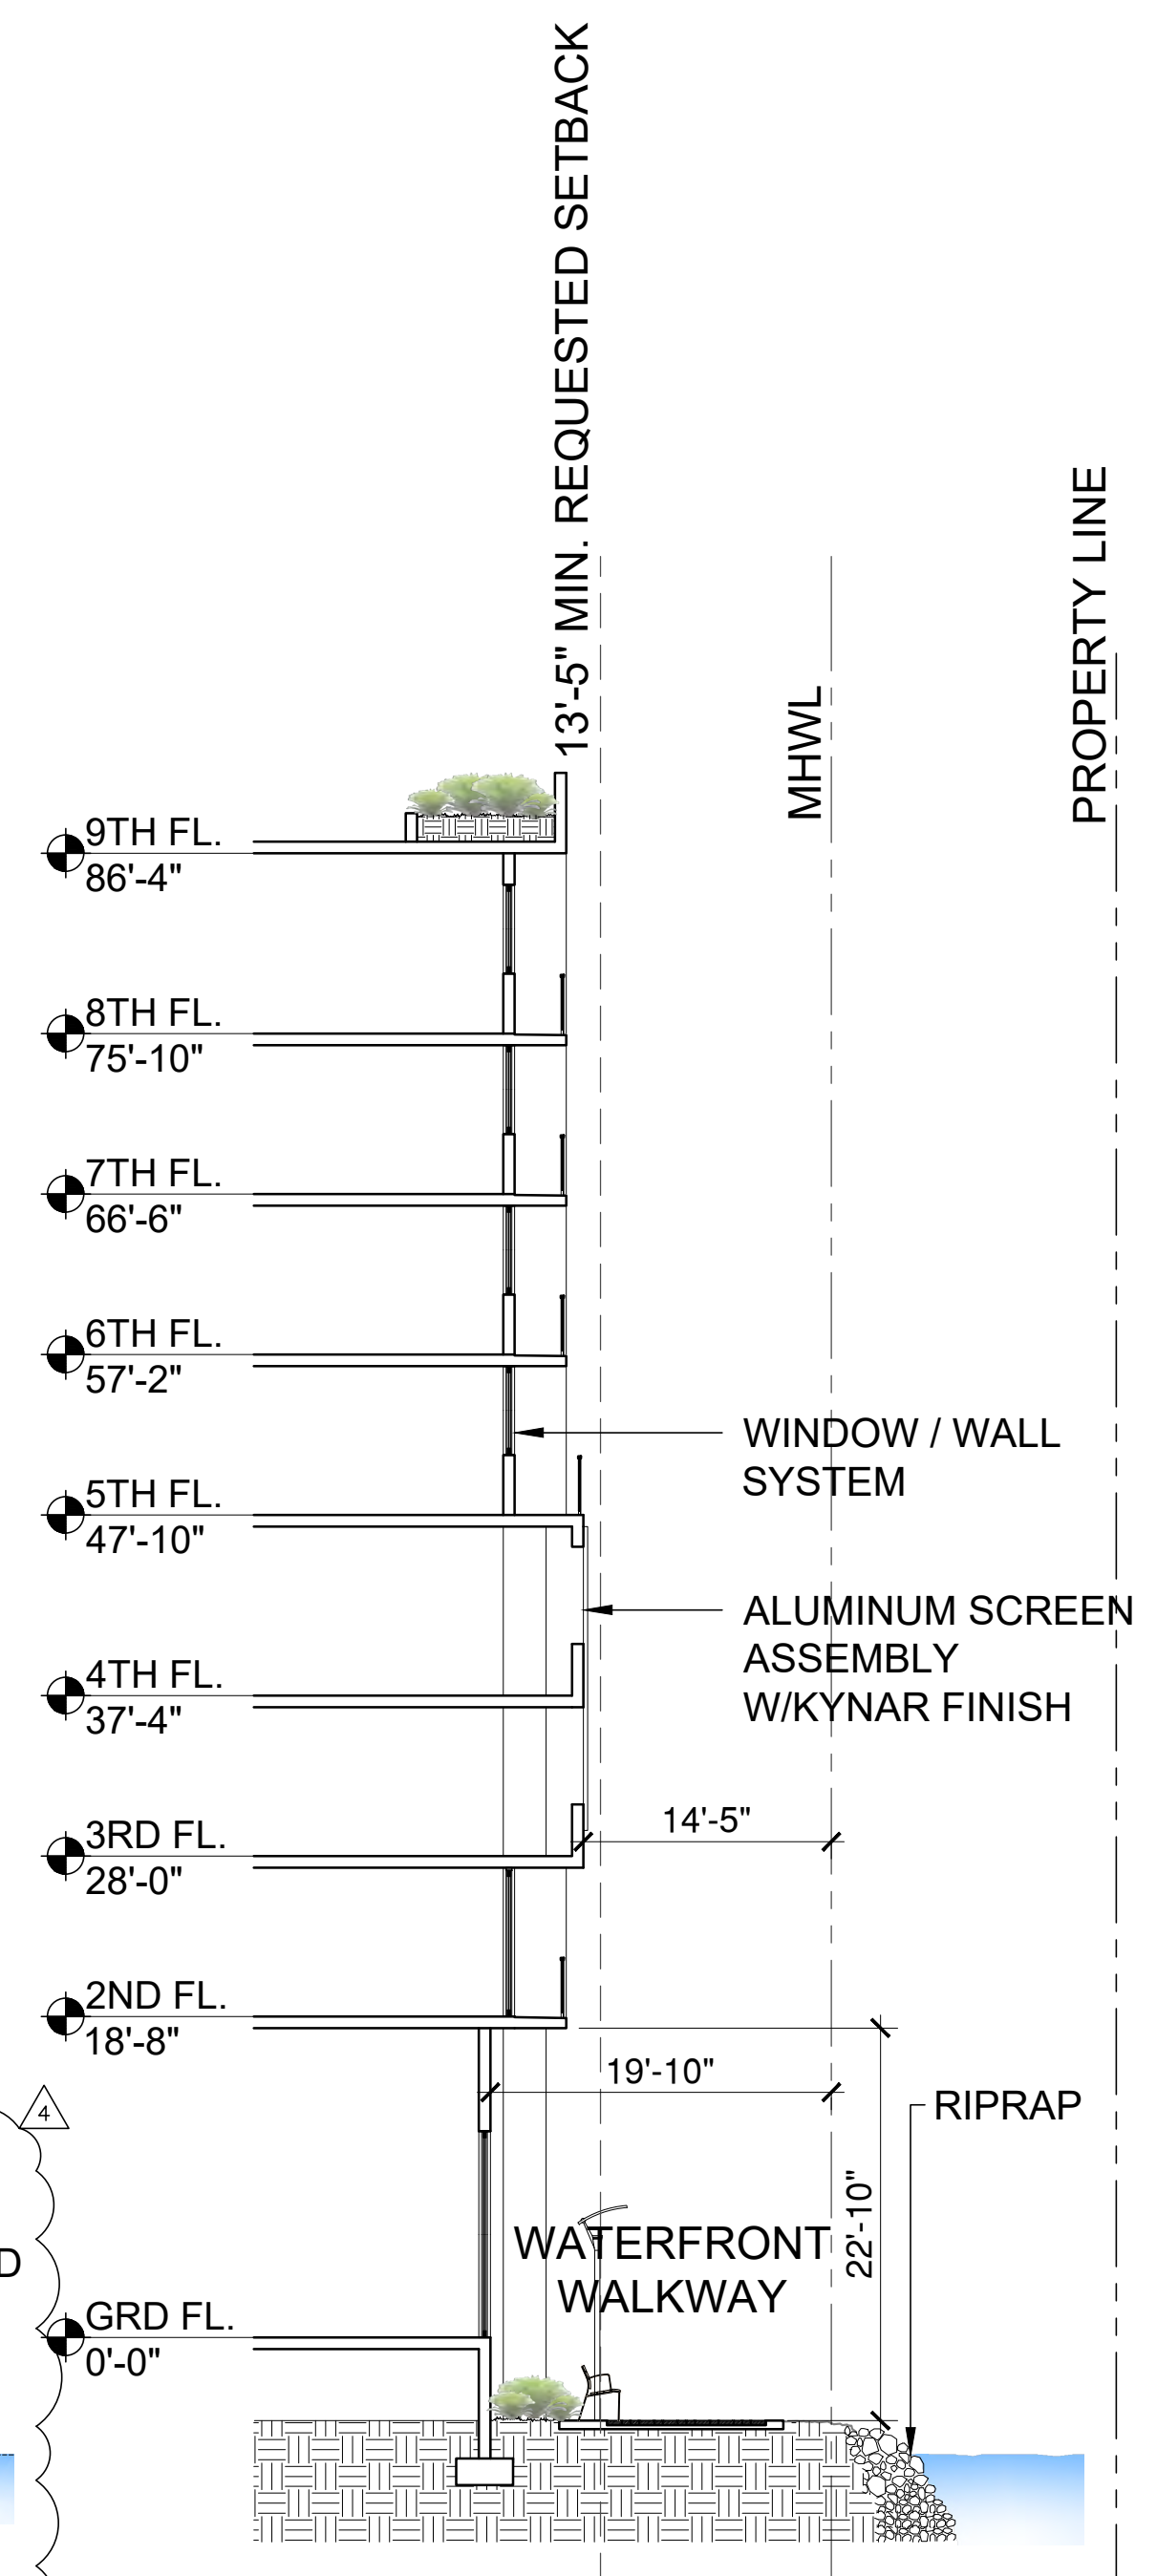 13'-5" MIN. REQUESTED SETBACK
PROPERTY LINE
MHWL
9TH FL.
86'-4"
8TH FL.
75'-10"
7TH FL.
66'-6"
6TH FL.
57'-2"
WINDOW / WALL
SYSTEM
5TH FL.
47'-10"
ALUMINUM SCREEN
ASSEMBLY
W/KYNAR FINISH
4TH FL.
37'-4"
14'-5"
3RD FL.
28'-0"
2ND FL.
18'-8"
19'-10"
RIPRAP
4
22'-10"
WATERFRONT
WALKWAY
D
GRD FL.
0'-0"